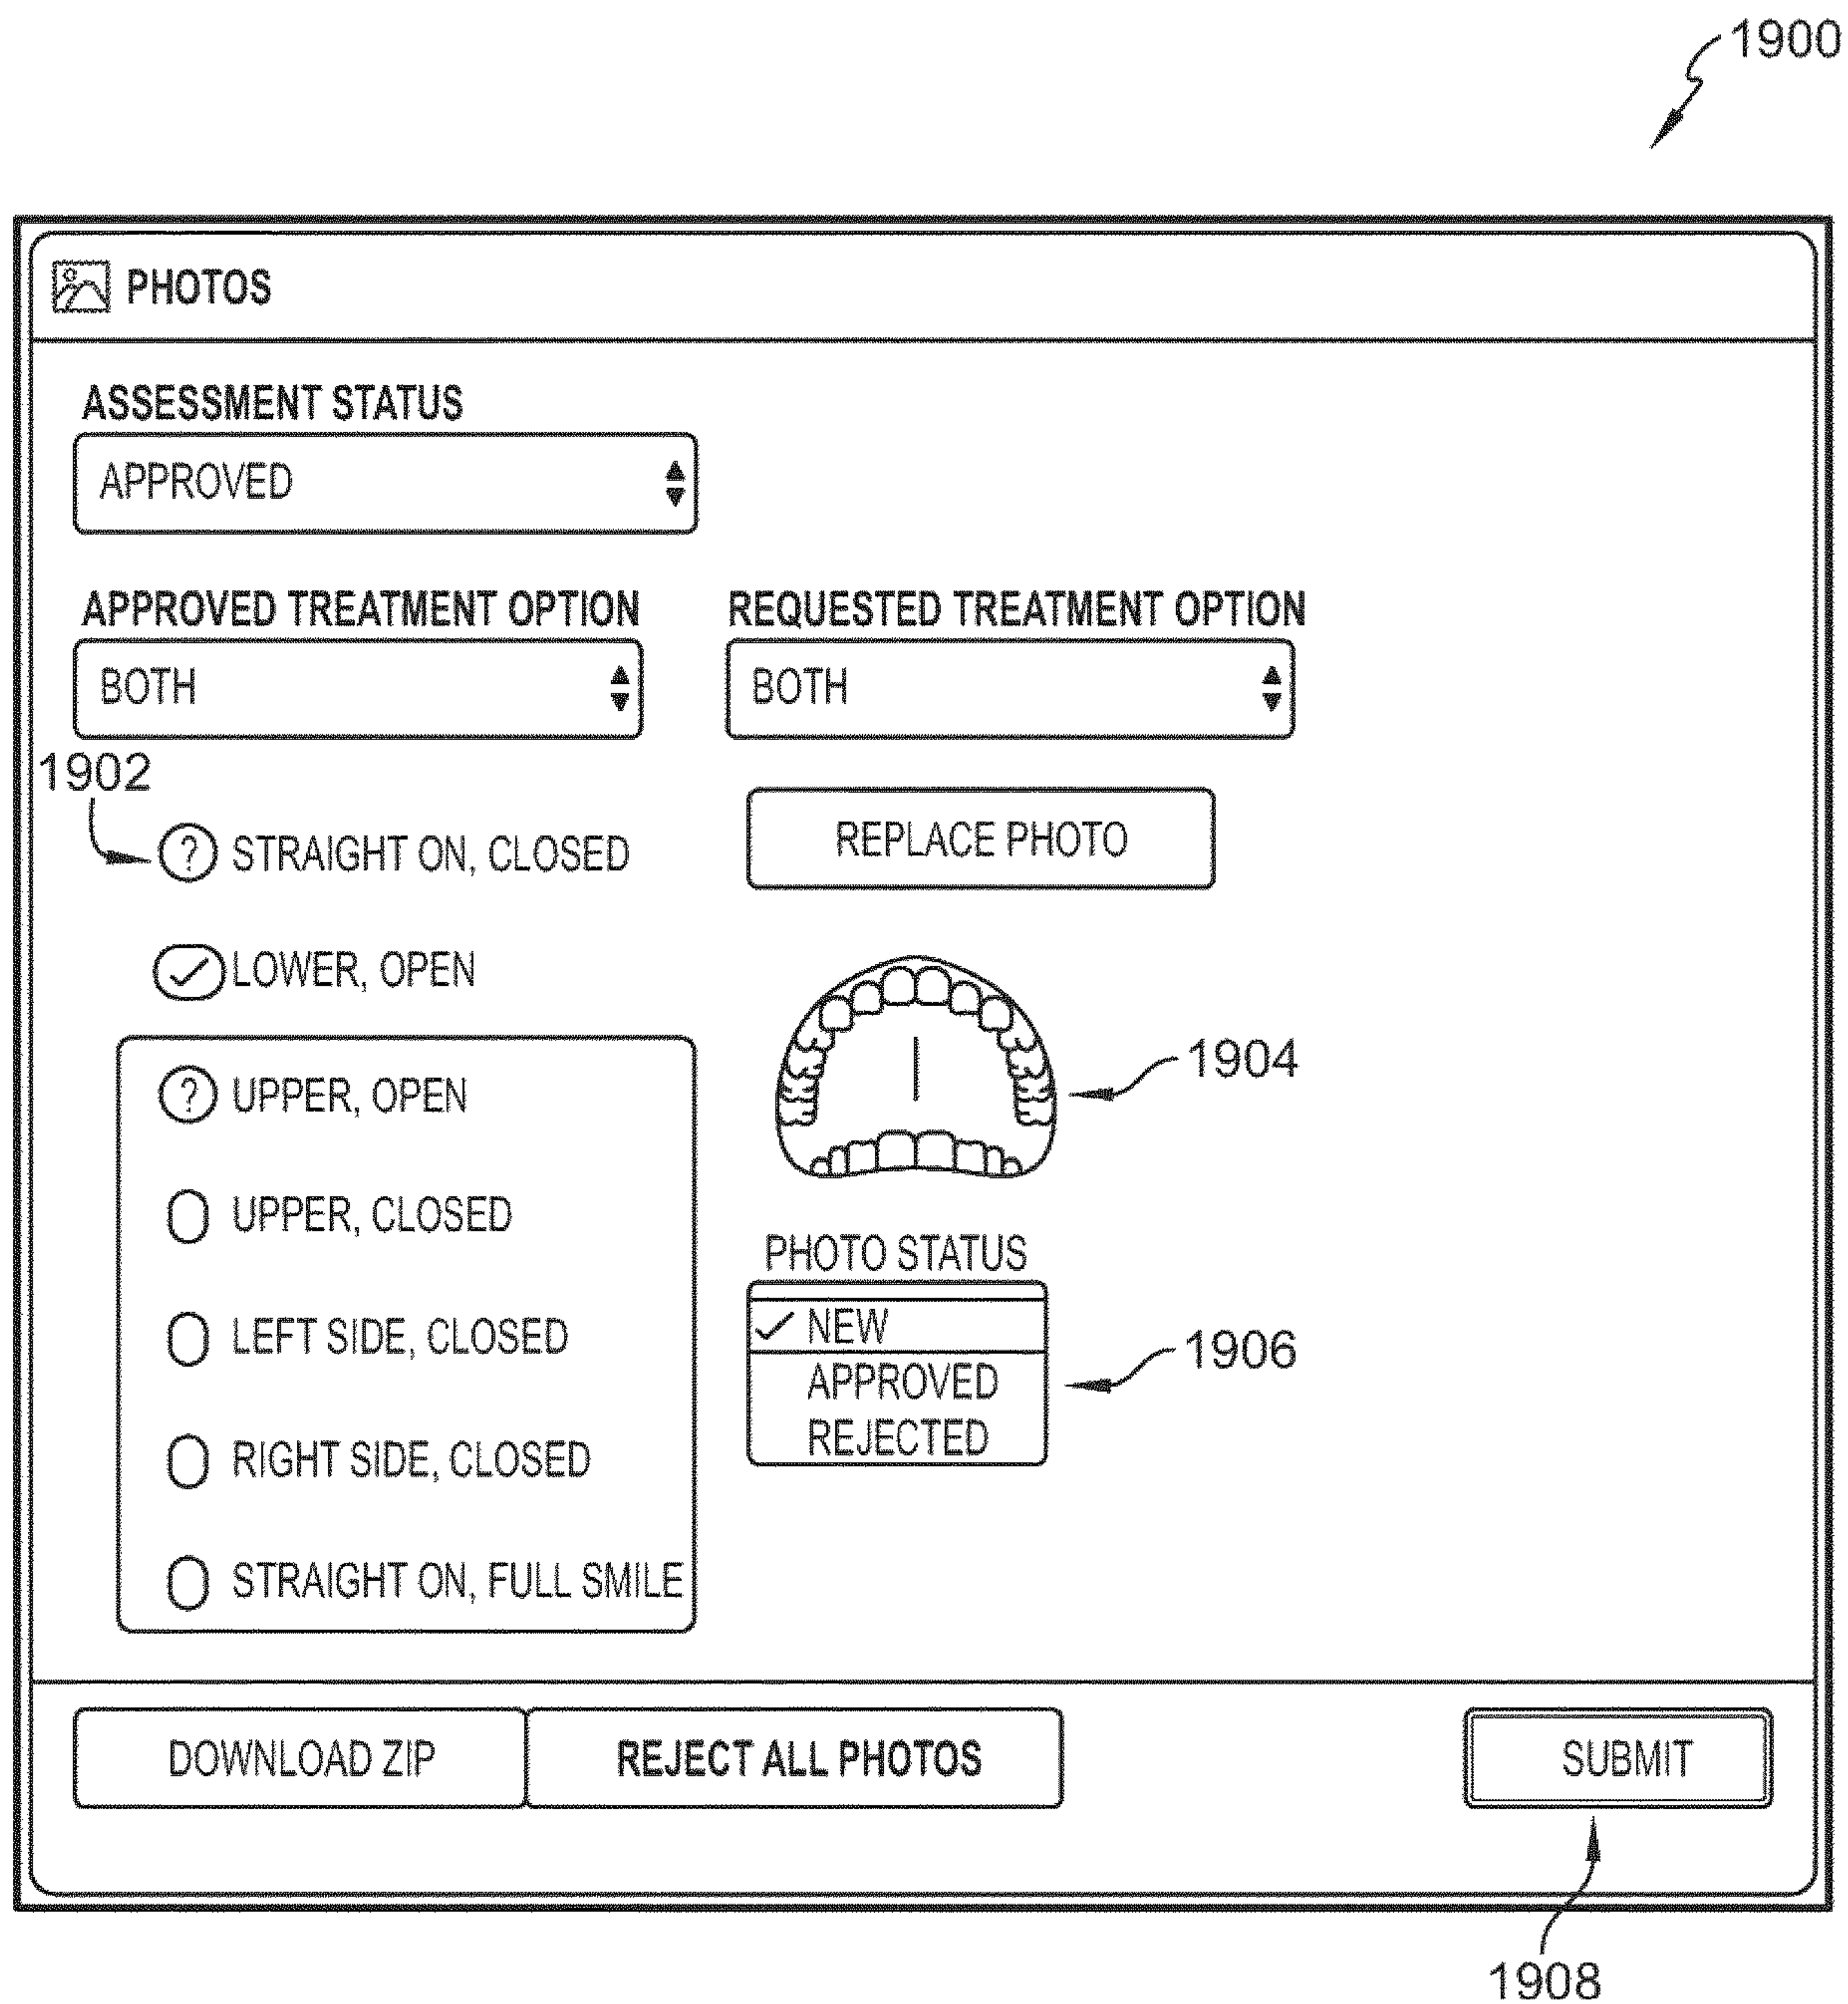 1900
PHOTOS
ASSESSMENT STATUS
APPROVED
APPROVED TREATMENT OPTION
REQUESTED TREATMENT OPTION
BOTH
BOTH
1902
? STRAIGHT ON, CLOSED
REPLACE PHOTO
LOWER, OPEN
? UPPER, OPEN
UPPER, CLOSED
LEFT SIDE, CLOSED
RIGHT SIDE, CLOSED
STRAIGHT ON, FULL SMILE
1904
PHOTO STATUS
NEW
APPROVED
REJECTED
1906
DOWNLOAD ZIP
REJECT ALL PHOTOS
SUBMIT
1908